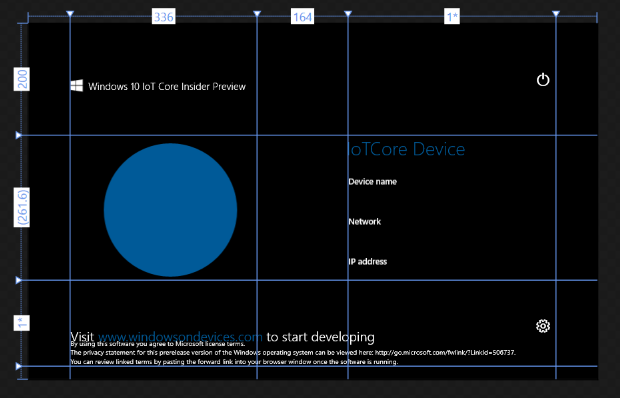 336 164 1*
200
Windows 10 IoT Core Insider Preview
IoTCore Device
Device name
(261.6)
Network
IP address
1*
Visit www.windowsondevices.com to start developing
By using this software you agree to Microsoft license terms.
The privacy statement for this prerelease version of the Windows operating system can be viewed here: http://go.microsoft.com/fwlink/?LinkId=506737.
You can review linked terms by pasting the forward link into your browser window once the software is running.